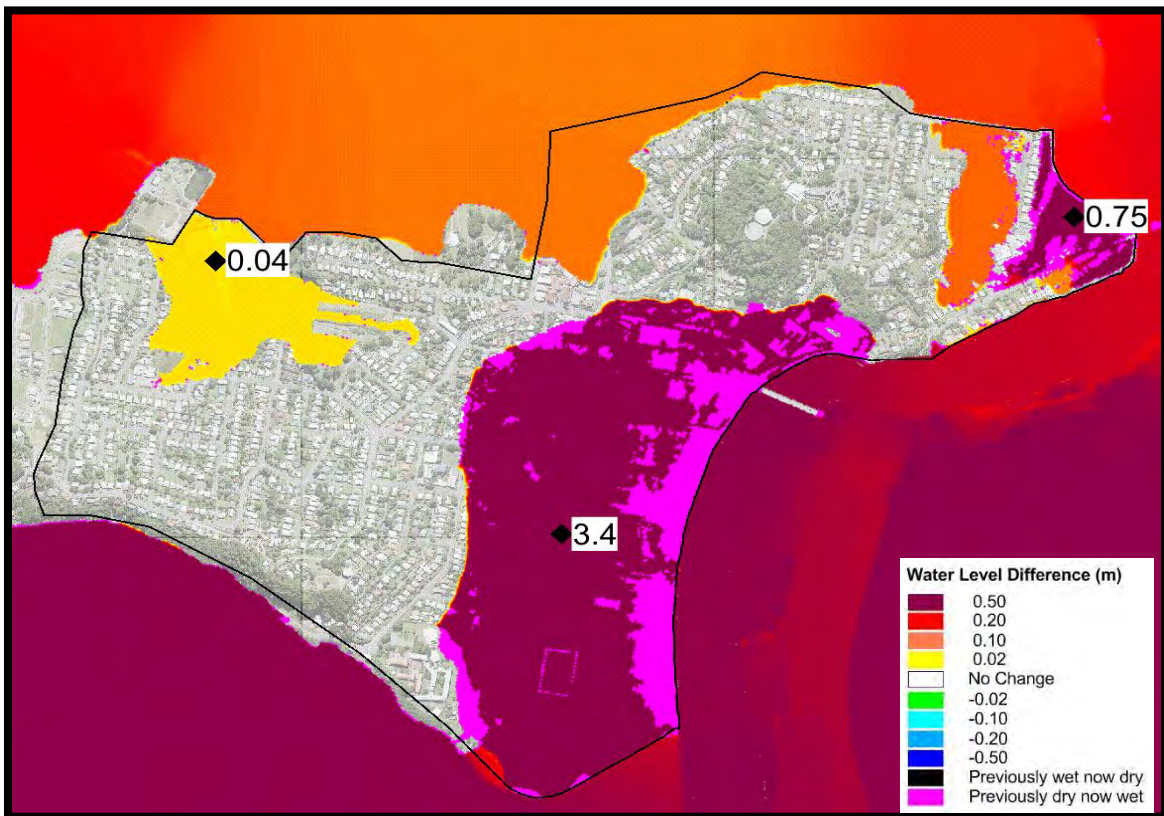 0.75
0.04
3.4
Water Level Difference (m)
0.50
0.20
0.10
0.02
No Change
-0.02
-0.10
-0.20
-0.50
Previously wet now dry
Previously dry now wet